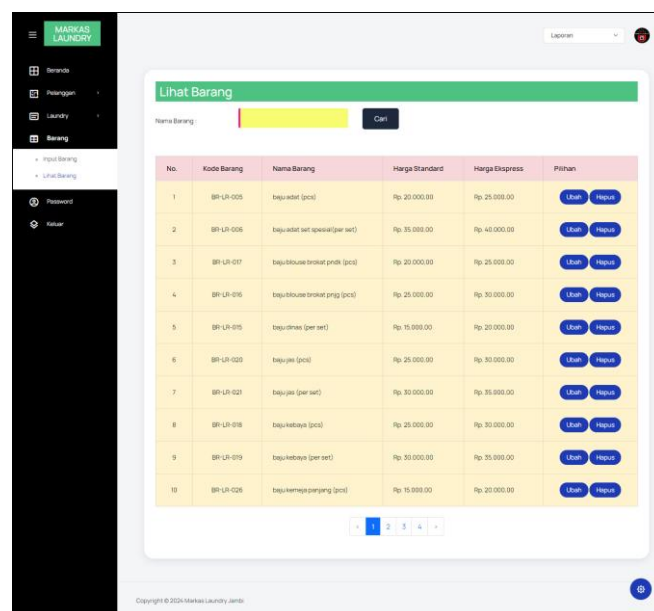 MARKAS
LAUNDRY
Laporan
Beranda
Pelanggan
Laundry
Barang
Input Barang
Lihat Barang
Password
Keluar
Lihat Barang
Nama Barang :
Cari
No. Kode Barang Nama Barang Harga Standard Harga Ekspress Pilihan
1 BR-LR-005 baju adat (pcs) Rp. 20.000,00 Rp. 25.000,00 Ubah Hapus
2 BR-LR-006 baju adat set spesial(per set) Rp. 35.000,00 Rp. 40.000,00 Ubah Hapus
3 BR-LR-017 baju blouse brokat pndk (pcs) Rp. 20.000,00 Rp. 25.000,00 Ubah Hapus
4 BR-LR-016 baju blouse brokat pnjg (pcs) Rp. 25.000,00 Rp. 30.000,00 Ubah Hapus
5 BR-LR-015 baju dinas (per set) Rp. 15.000,00 Rp. 20.000,00 Ubah Hapus
6 BR-LR-020 baju jas (pcs) Rp. 25.000,00 Rp. 30.000,00 Ubah Hapus
7 BR-LR-021 baju jas (per set) Rp. 30.000,00 Rp. 35.000,00 Ubah Hapus
8 BR-LR-018 baju kebaya (pcs) Rp. 25.000,00 Rp. 30.000,00 Ubah Hapus
9 BR-LR-019 baju kebaya (per set) Rp. 30.000,00 Rp. 35.000,00 Ubah Hapus
10 BR-LR-026 baju kemeja panjang (pcs) Rp. 15.000,00 Rp. 20.000,00 Ubah Hapus
‹ 1 2 3 4 ›
Copyright © 2024 Markas Laundry Jambi